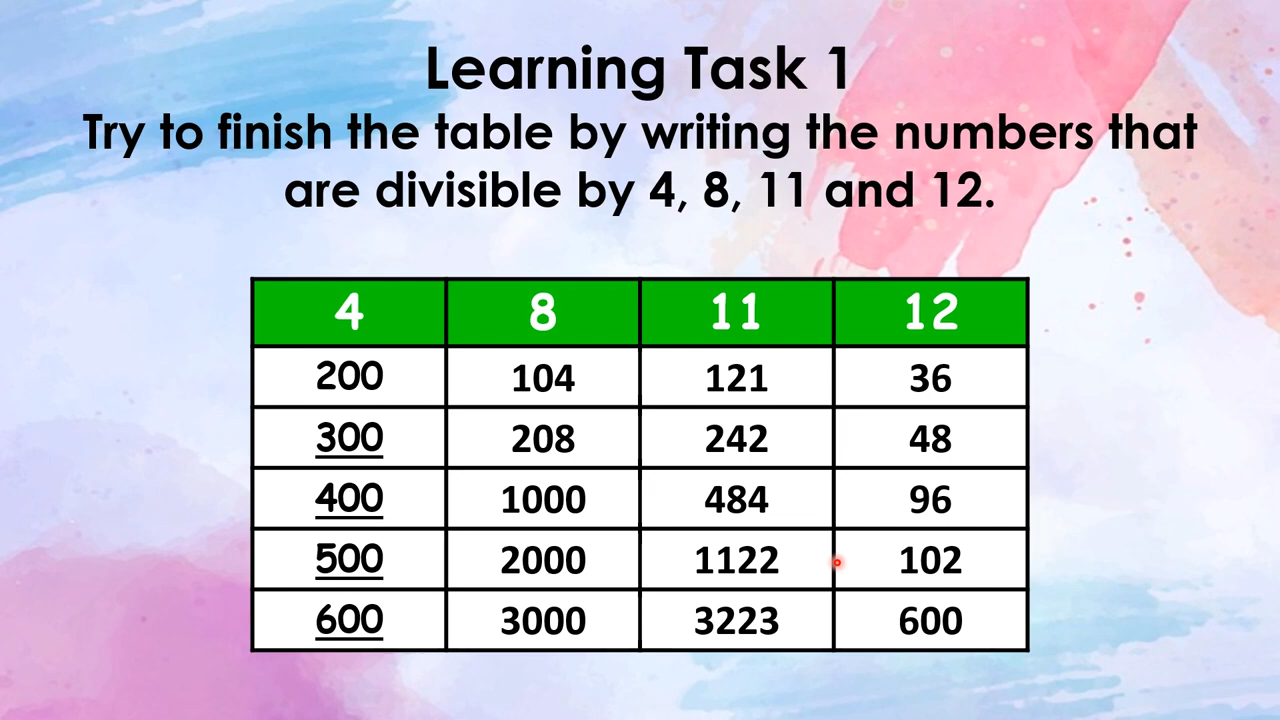 Learning Task 1
Try to finish the table by writing the numbers that
are divisible by 4, 8, 11 and 12.
4 8 11 12
200 104 121 36
300 208 242 48
400 1000 484 96
500 2000 1122 102
600 3000 3223 600